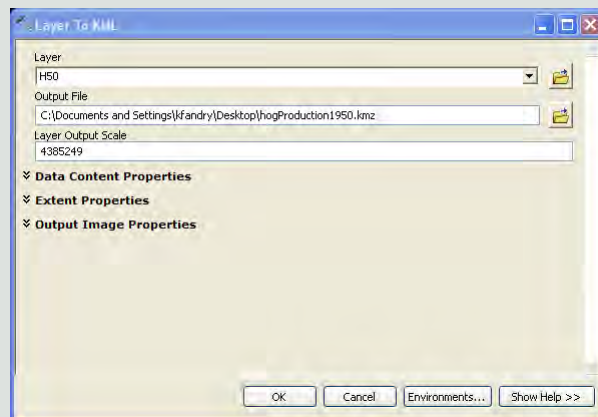 Layer To KML
Layer
H50
Output File
C:\Documents and Settings\kfandry\Desktop\hogProduction1950.kmz
Layer Output Scale
4385249
Data Content Properties
Extent Properties
Output Image Properties
OK Cancel Environments... Show Help >>